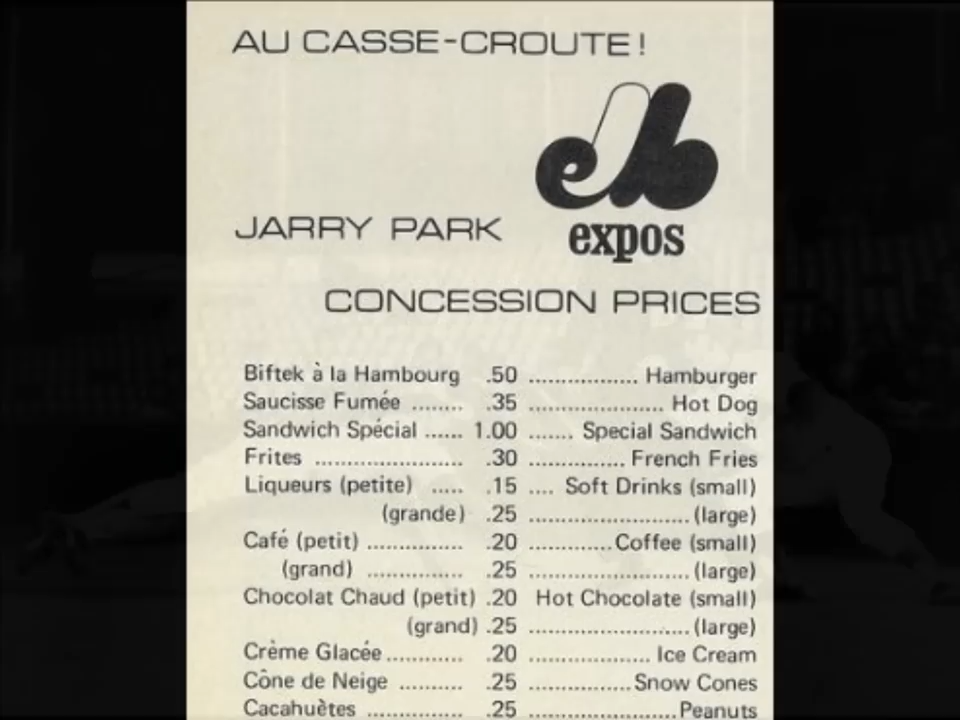 AU CASSE-CROUTE!
eb
expos
JARRY PARK
CONCESSION PRICES
Biftek à la Hambourg .50 ................. Hamburger
Saucisse Fumée ........ .35 ..................... Hot Dog
Sandwich Spécial ...... 1.00 ....... Special Sandwich
Frites ....................... .30 ............... French Fries
Liqueurs (petite) ..... .15 .... Soft Drinks (small)
(grande) .25 ......................... (large)
Café (petit) ............... .20 ............. Coffee (small)
(grand) ............... .25 ......................... (large)
Chocolat Chaud (petit) .20 Hot Chocolate (small)
(grand) .25 ......................... (large)
Crème Glacée ............ .20 ................... Ice Cream
Cône de Neige .......... .25 ................ Snow Cones
Cacahuètes ............... .25 ....................... Peanuts